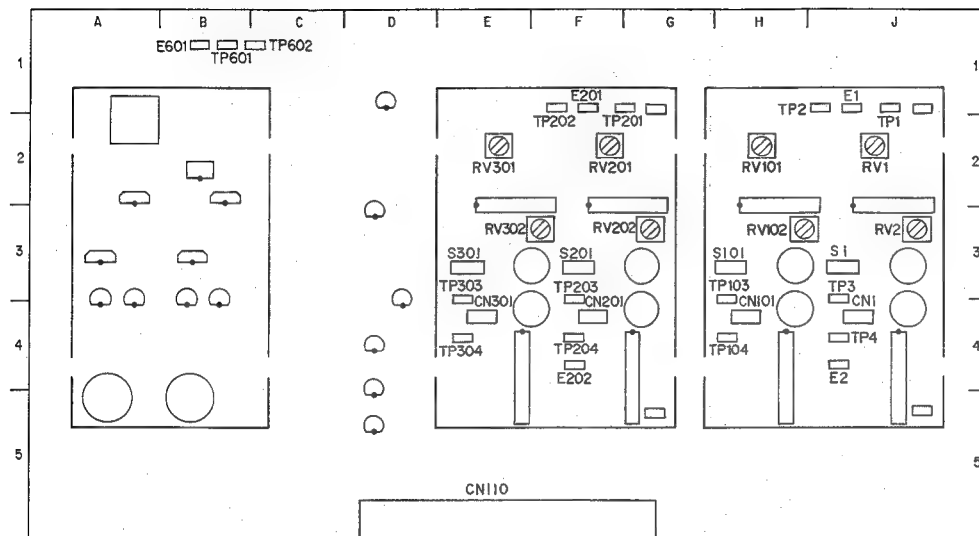 A B C D E F G H J
1 1
E601 TP601 TP602
E201 E1
TP202 TP201 TP2 TP1
2 2
RV301 RV201 RV101 RV1
RV302 RV202 RV102 RV2
3 3
S301 S201 S101 S1
TP303 TP203 TP103 TP3
CN301 CN201 CN101 CN1
4 4
TP304 TP204 TP104 TP4
E202 E2
5 5
CN110